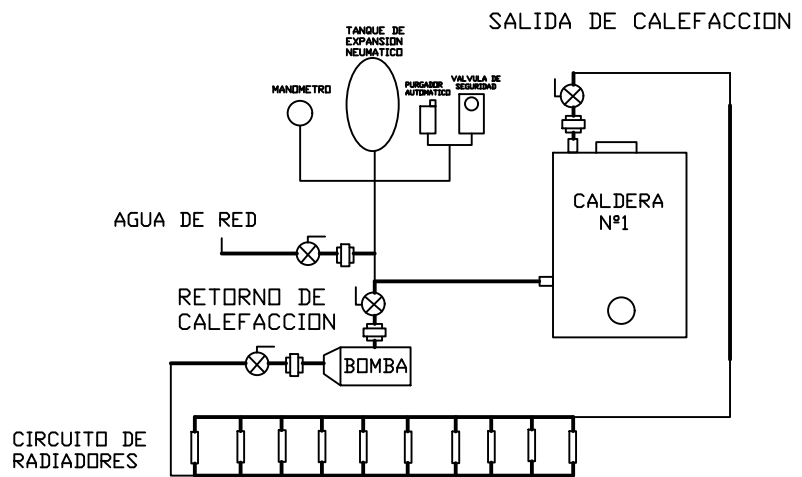 SALIDA DE CALEFACCION
TANQUE DE
EXPANSION
NEUMATICO
MANOMETRO
PURGADOR
AUTOMATICO
VALVULA DE
SEGURIDAD
CALDERA
Nº1
AGUA DE RED
RETORNO DE
CALEFACCION
BOMBA
CIRCUITO DE
RADIADORES